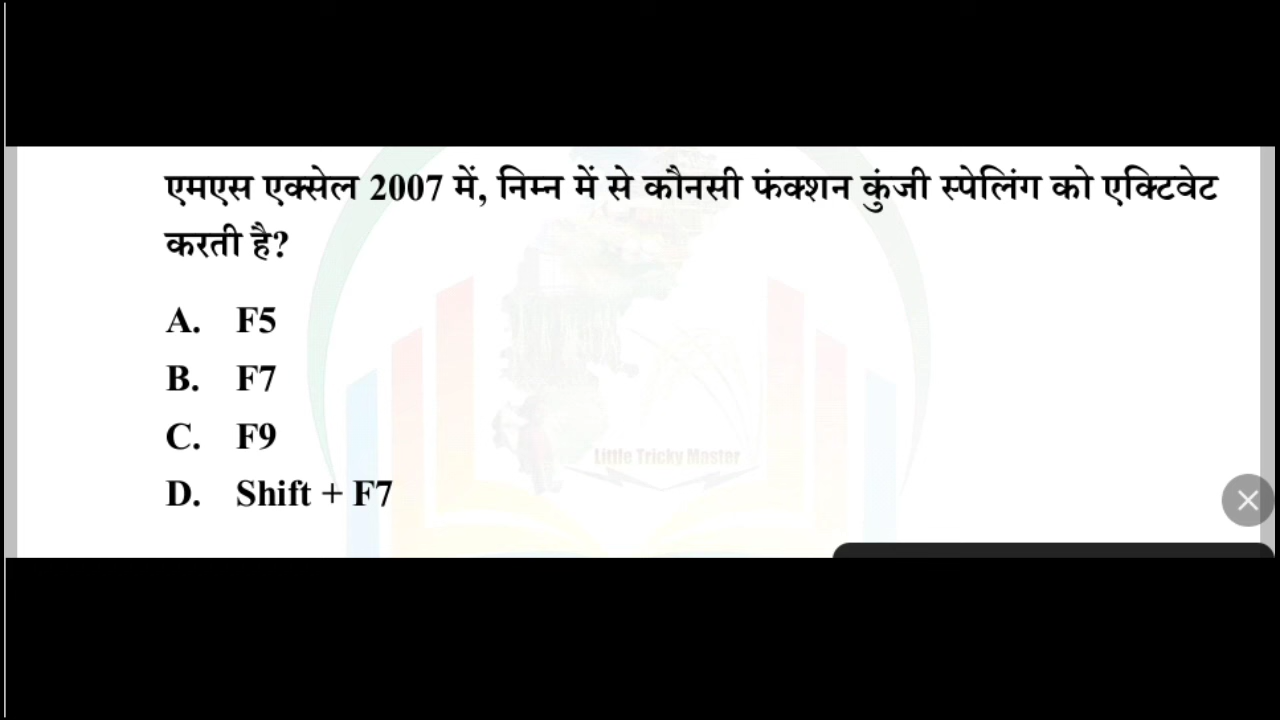 एमएस एक्सेल 2007 में, निम्न में से कौनसी फंक्शन कुंजी स्पेलिंग को एक्टिवेट
करती है?
A. F5
B. F7
C. F9
Little Tricky Master
D. Shift + F7